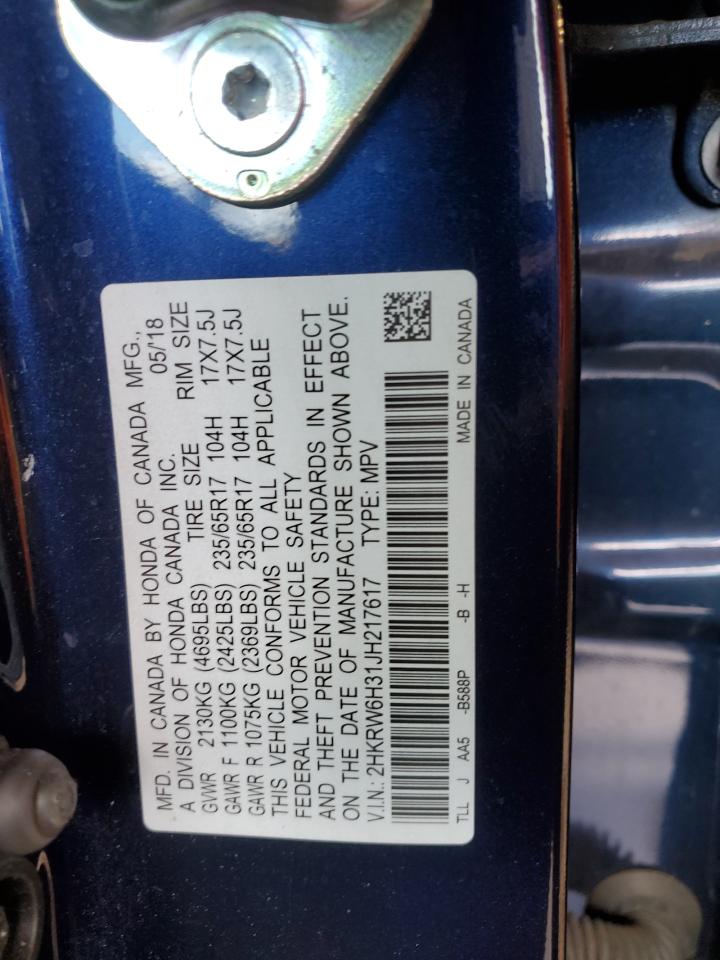 MFD. IN CANADA BY HONDA OF CANADA MFG.,
A DIVISION OF HONDA CANADA INC. 05/18
GVWR 2130KG (4695LBS) TIRE SIZE RIM SIZE
GAWR F 1100KG (2425LBS) 235/65R17 104H 17X7.5J
GAWR R 1075KG (2369LBS) 235/65R17 104H 17X7.5J
THIS VEHICLE CONFORMS TO ALL APPLICABLE
FEDERAL MOTOR VEHICLE SAFETY
AND THEFT PREVENTION STANDARDS IN EFFECT
ON THE DATE OF MANUFACTURE SHOWN ABOVE.
V.I.N.: 2HKRW6H31JH217617 TYPE: MPV
TLL J AA5 -B588P -B -H MADE IN CANADA